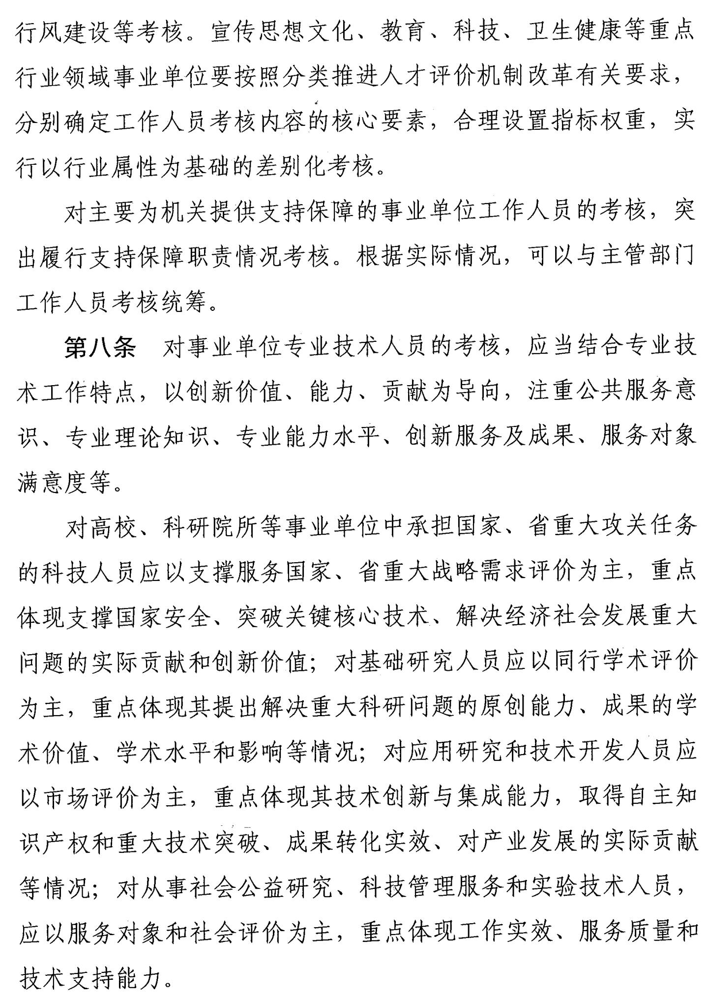 行风建设等考核。宣传思想文化、教育、科技、卫生健康等重点
行业领域事业单位要按照分类推进人才评价机制改革有关要求，
分别确定工作人员考核内容的核心要素，合理设置指标权重，实
行以行业属性为基础的差别化考核。
对主要为机关提供支持保障的事业单位工作人员的考核，突
出履行支持保障职责情况考核。根据实际情况，可以与主管部门
工作人员考核统筹。
第八条　对事业单位专业技术人员的考核，应当结合专业技
术工作特点，以创新价值、能力、贡献为导向，注重公共服务意
识、专业理论知识、专业能力水平、创新服务及成果、服务对象
满意度等。
对高校、科研院所等事业单位中承担国家、省重大攻关任务
的科技人员应以支撑服务国家、省重大战略需求评价为主，重点
体现支撑国家安全、突破关键核心技术、解决经济社会发展重大
问题的实际贡献和创新价值；对基础研究人员应以同行学术评价
为主，重点体现其提出解决重大科研问题的原创能力、成果的学
术价值、学术水平和影响等情况；对应用研究和技术开发人员应
以市场评价为主，重点体现其技术创新与集成能力，取得自主知
识产权和重大技术突破、成果转化实效、对产业发展的实际贡献
等情况；对从事社会公益研究、科技管理服务和实验技术人员，
应以服务对象和社会评价为主，重点体现工作实效、服务质量和
技术支持能力。